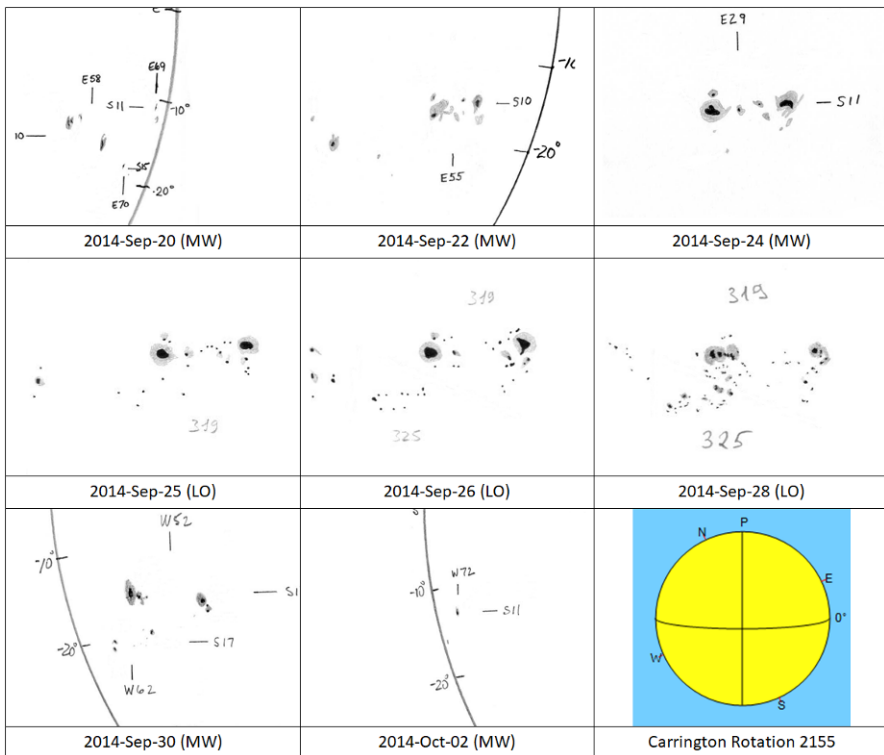 E
E58
E69
S11
10°
10
S15
E70
-20°
2014-Sep-20 (MW)
S10
-20°
E55
2014-Sep-22 (MW)
E29
S11
2014-Sep-24 (MW)
319
2014-Sep-25 (LO)
319
325
2014-Sep-26 (LO)
319
325
2014-Sep-28 (LO)
W52
-10°
S1
-20°
S17
W62
2014-Sep-30 (MW)
W72
-10°
S11
-20°
2014-Oct-02 (MW)
P
N
E
0°
W
S
Carrington Rotation 2155